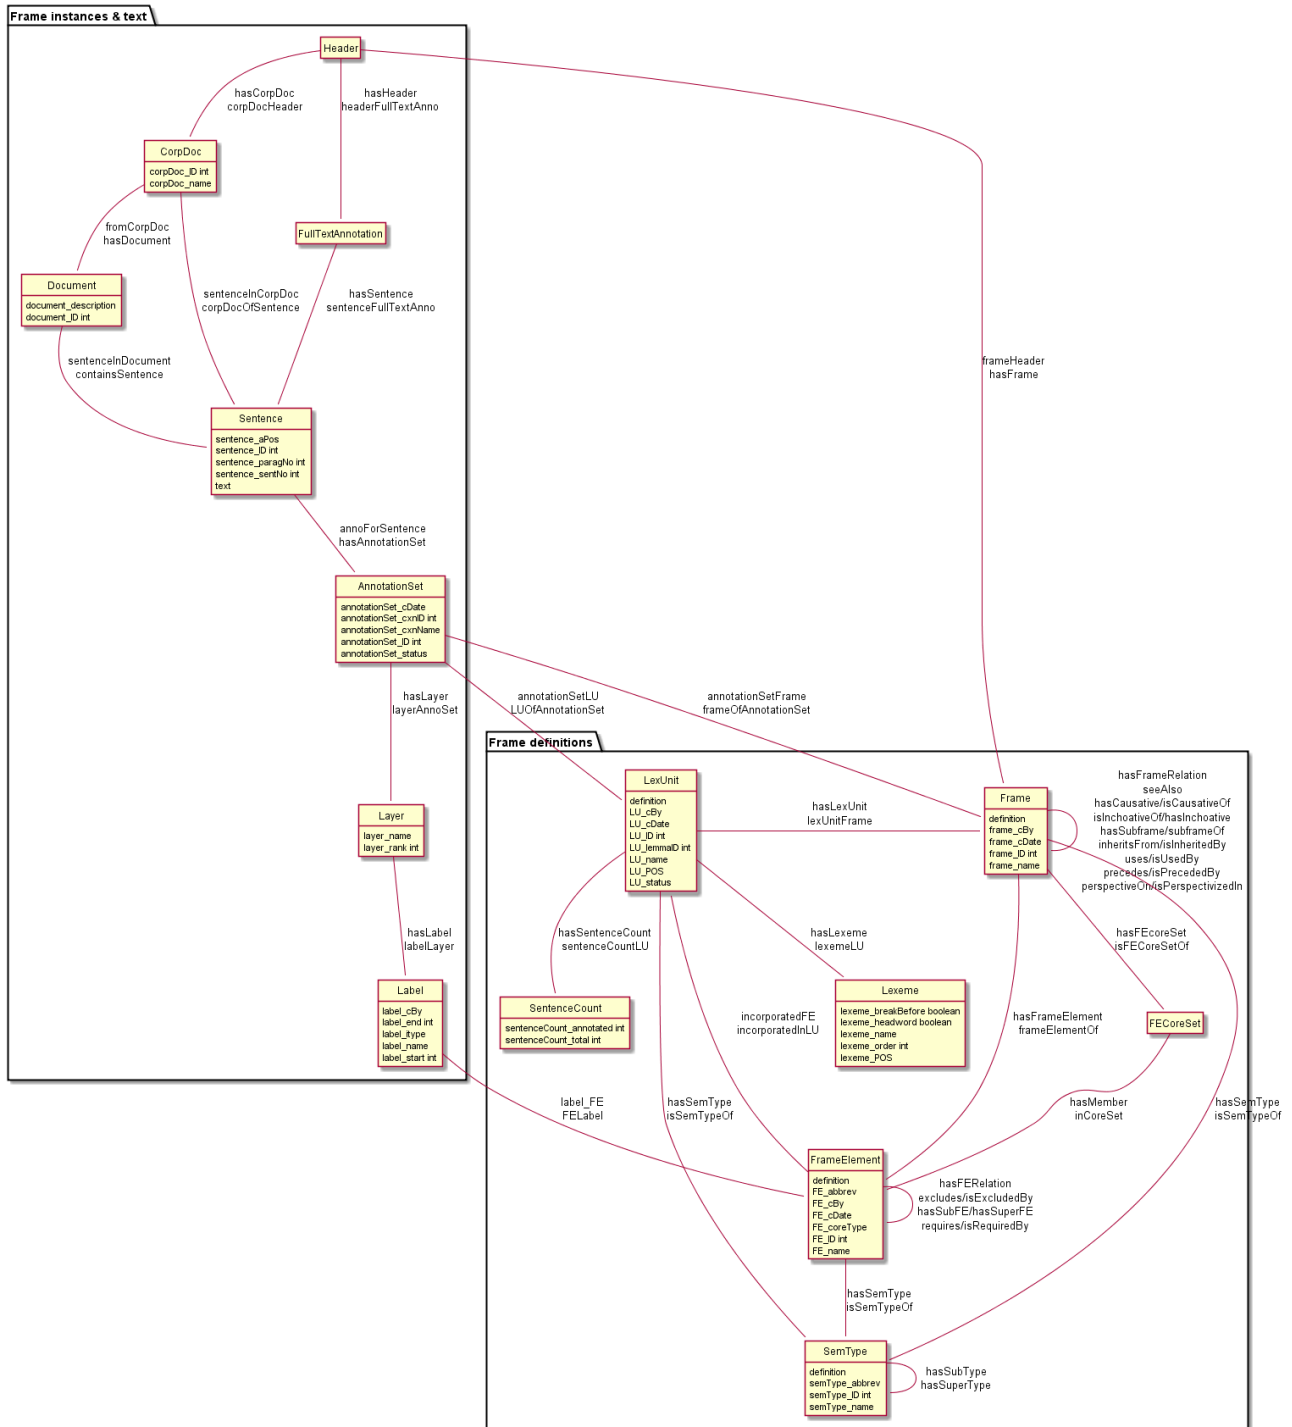 Frame instances & text
Header
hasCorpDoc
corpDocHeader
hasHeader
headerFullTextAnno
CorpDoc
corpDoc_ID int
corpDoc_name
fromCorpDoc
hasDocument
FullTextAnnotation
Document
document_description
document_ID int
sentenceInCorpDoc
corpDocOfSentence
hasSentence
sentenceFullTextAnno
sentenceInDocument
containsSentence
frameHeader
hasFrame
Sentence
sentence_aPos
sentence_ID int
sentence_paragNo int
sentence_sentNo int
text
annoForSentence
hasAnnotationSet
AnnotationSet
annotationSet_cDate
annotationSet_cxnID int
annotationSet_cxnName
annotationSet_ID int
annotationSet_status
hasLayer
layerAnnoSet
annotationSetLU
LUOfAnnotationSet
annotationSetFrame
frameOfAnnotationSet
Frame definitions
LexUnit
definition
LU_cBy
LU_cDate
LU_ID int
LU_lemmaID int
LU_name
LU_POS
LU_status
hasLexUnit
lexUnitFrame
Frame
definition
frame_cBy
frame_cDate
frame_ID int
frame_name
hasFrameRelation
seeAlso
hasCausative/isCausativeOf
isInchoativeOf/hasInchoative
hasSubframe/subframeOf
inheritsFrom/isInheritedBy
uses/isUsedBy
precedes/isPrecededBy
perspectiveOn/isPerspectivizedIn
Layer
layer_name
layer_rank int
hasLabel
labelLayer
hasSentenceCount
sentenceCountLU
hasLexeme
lexemeLU
hasFEcoreSet
isFECoreSetOf
Label
label_cBy
label_end int
label_itype
label_name
label_start int
SentenceCount
sentenceCount_annotated int
sentenceCount_total int
incorporatedFE
incorporatedInLU
Lexeme
lexeme_breakBefore boolean
lexeme_headword boolean
lexeme_name
lexeme_order int
lexeme_POS
hasFrameElement
frameElementOf
FECoreSet
label_FE
FELabel
hasSemType
isSemTypeOf
hasMember
inCoreSet
hasSemType
isSemTypeOf
FrameElement
definition
FE_abbrev
FE_cBy
FE_cDate
FE_coreType
FE_ID int
FE_name
hasFERelation
excludes/isExcludedBy
hasSubFE/hasSuperFE
requires/isRequiredBy
hasSemType
isSemTypeOf
SemType
definition
semType_abbrev
semType_ID int
semType_name
hasSubType
hasSuperType